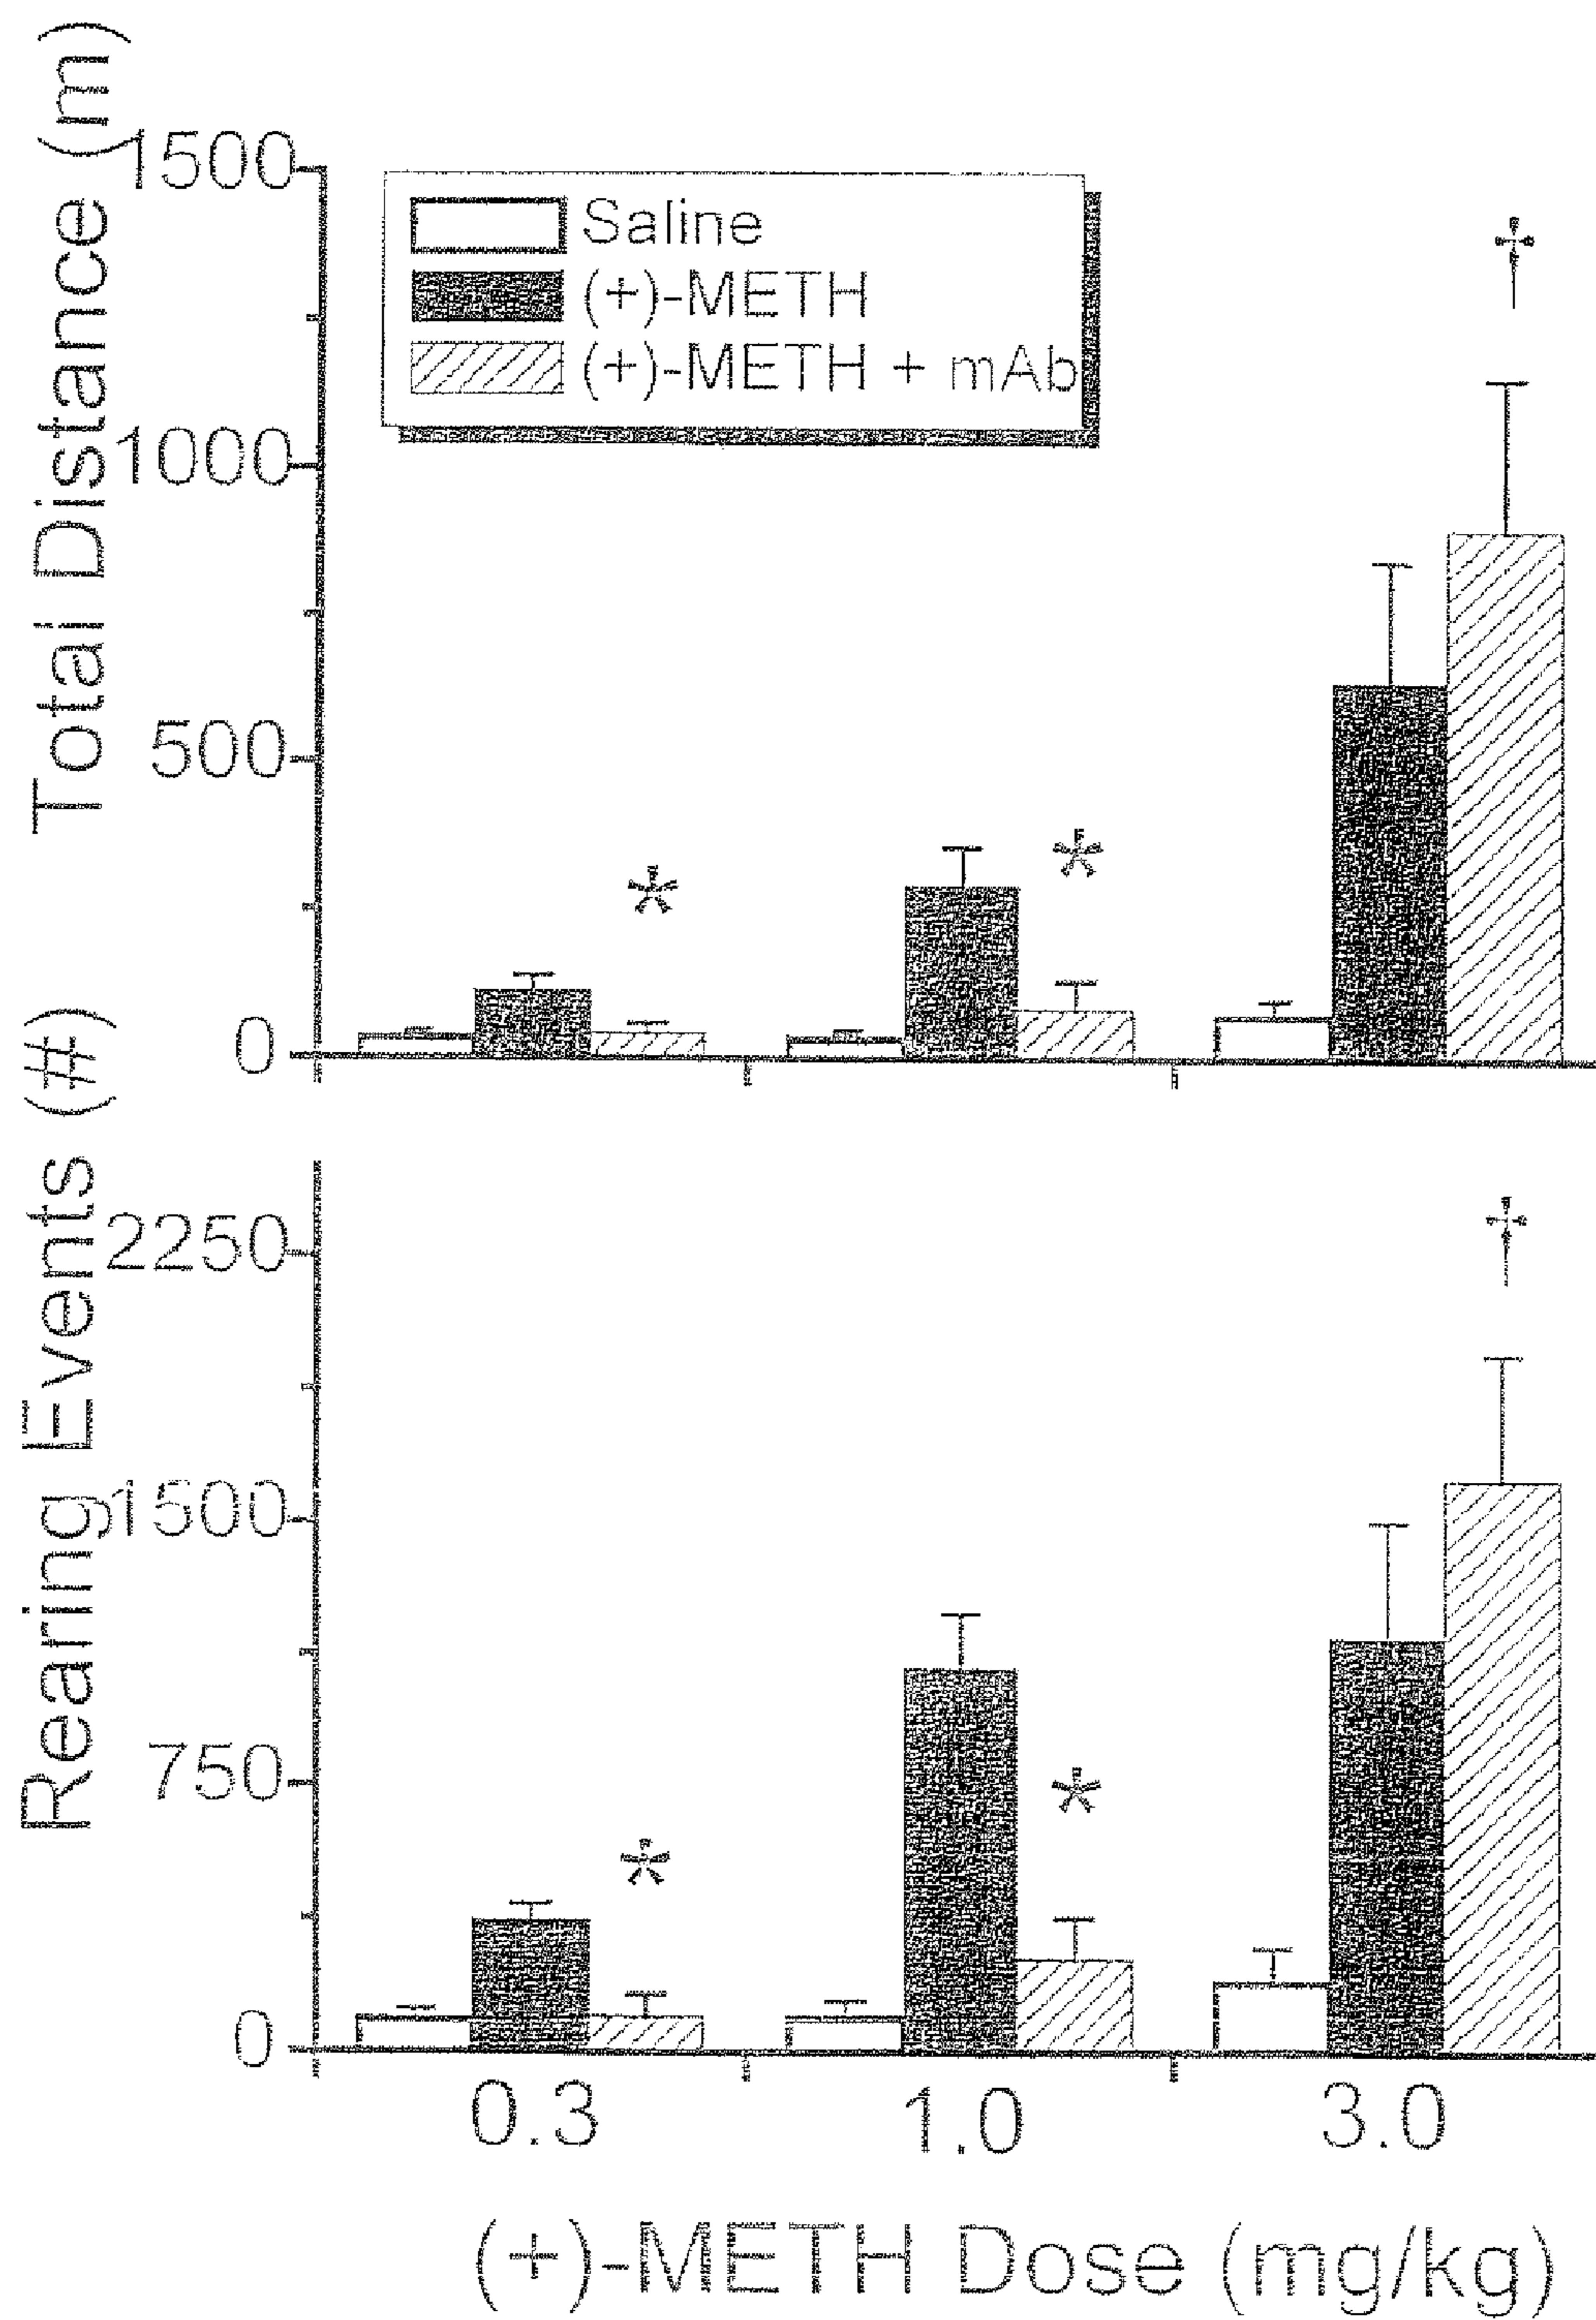 Total Distance (m)
1500
1000
500
0
Saline
(+)-METH
(+)-METH + mAb
†
*
*
Rearing Events (#)
2250
1500
750
0
†
*
*
0.3
1.0
3.0
(+)-METH Dose (mg/kg)